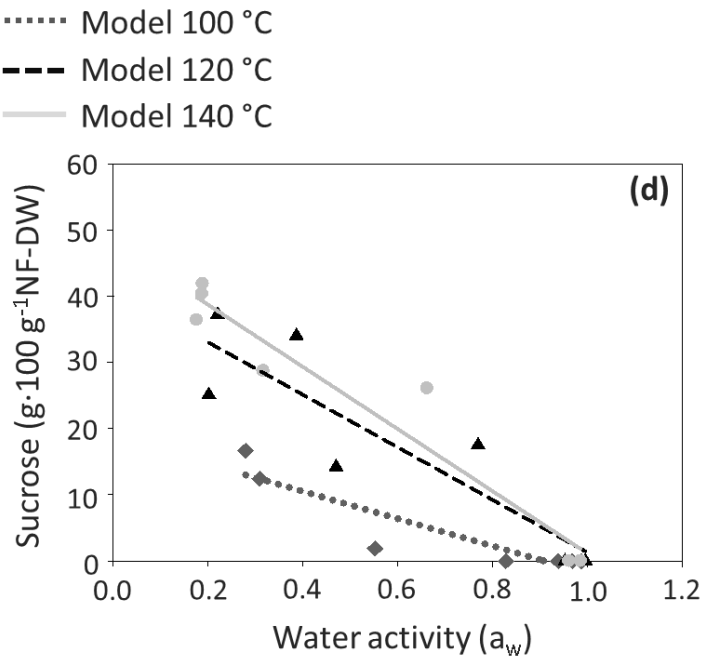 Model 100 °C
Model 120 °C
Model 140 °C
(d)
Sucrose (g·100 g⁻¹NF-DW)
60
50
40
30
20
10
0
0.0 0.2 0.4 0.6 0.8 1.0 1.2
Water activity (a_w)